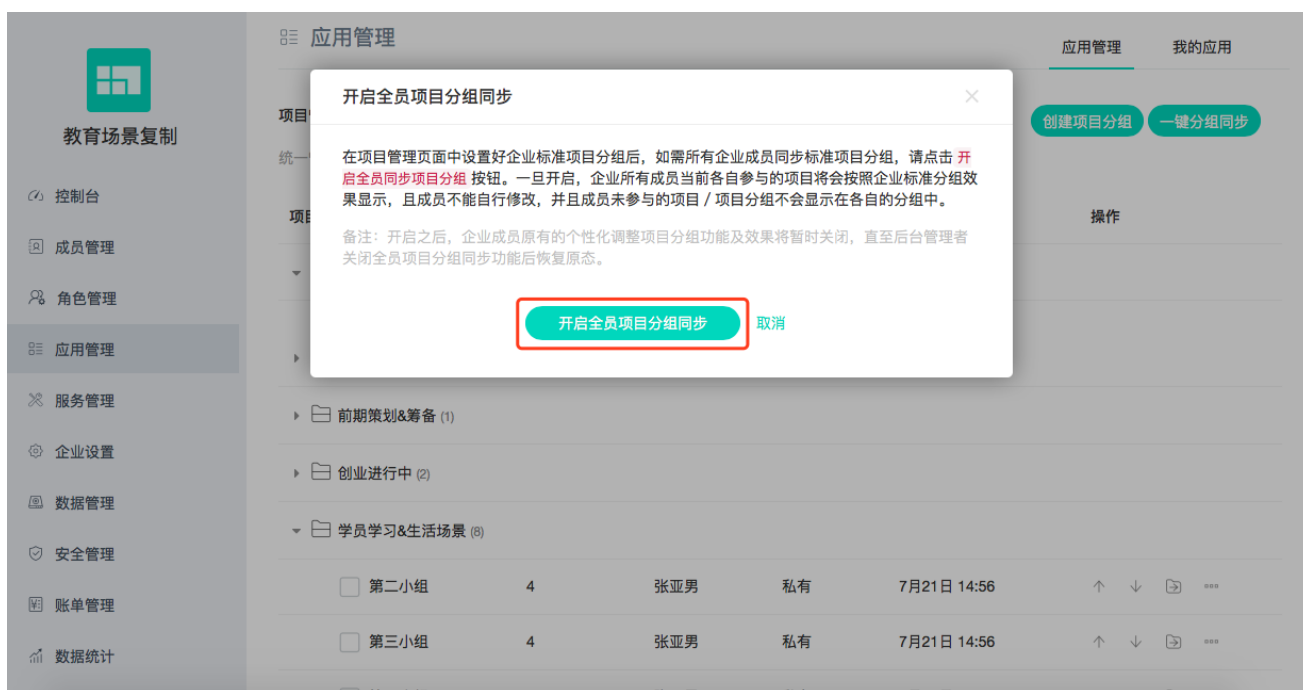 应用管理
应用管理
我的应用
教育场景复制
控制台
成员管理
角色管理
应用管理
服务管理
企业设置
数据管理
安全管理
账单管理
数据统计
创建项目分组
一键分组同步
项目
统一
项目
操作
开启全员项目分组同步
在项目管理页面中设置好企业标准项目分组后，如需所有企业成员同步标准项目分组，请点击 开
启全员同步项目分组 按钮。一旦开启，企业所有成员当前各自参与的项目将会按照企业标准分组效
果显示，且成员不能自行修改，并且成员未参与的项目 / 项目分组不会显示在各自的分组中。
备注：开启之后，企业成员原有的个性化调整项目分组功能及效果将暂时关闭，直至后台管理者
关闭全员项目分组同步功能后恢复原态。
开启全员项目分组同步 取消
前期策划&筹备 (1)
创业进行中 (2)
学员学习&生活场景 (8)
第二小组 4 张亚男 私有 7月21日 14:56
第三小组 4 张亚男 私有 7月21日 14:56